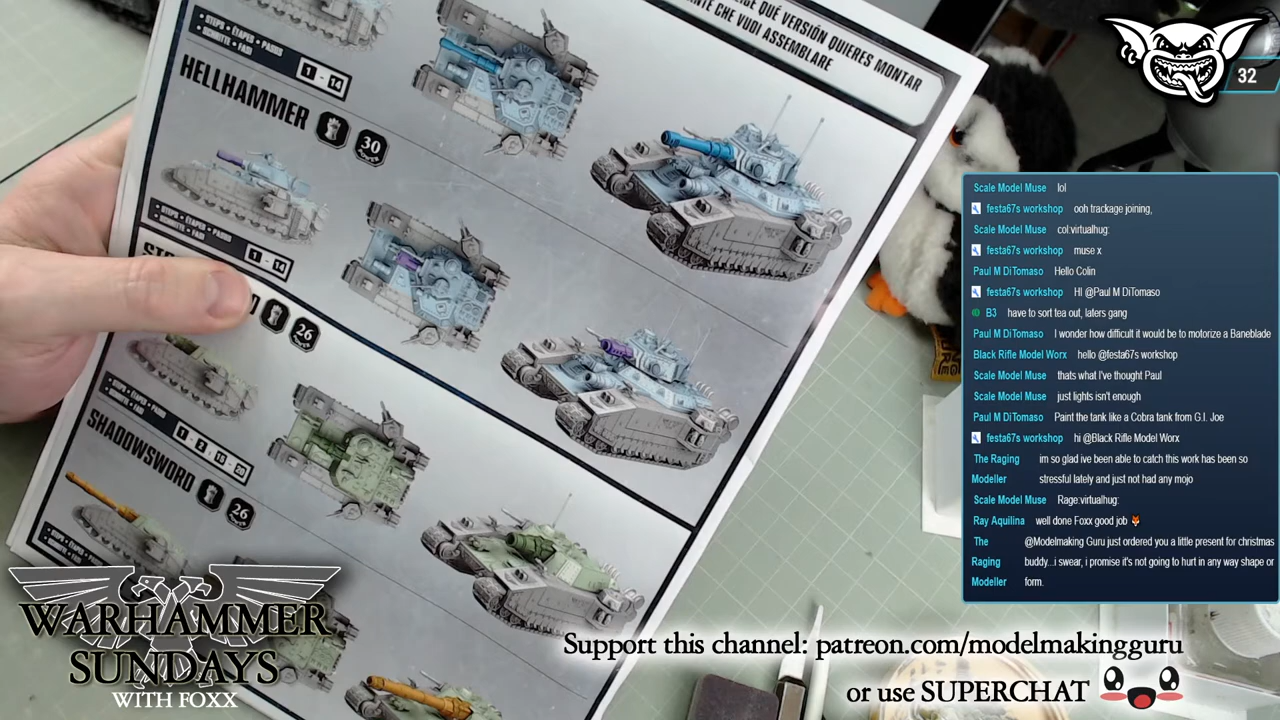 ELIGE QUÉ VERSIÓN QUIERES MONTAR
CHE VUOI ASSEMBLARE
• STEPS • ÉTAPES • PASOS
• SCHRITTE • FASI
1 - 14
HELLHAMMER
30
• STEPS • ÉTAPES • PASOS
• SCHRITTE • FASI
1 - 14
26
• STEPS • ÉTAPES • PASOS
• SCHRITTE • FASI
SHADOWSWORD
26
32
Scale Model Muse lol
festa67s workshop ooh trackage joining,
Scale Model Muse col:virtualhug:
festa67s workshop muse x
Paul M DiTomaso Hello Colin
festa67s workshop HI @Paul M DiTomaso
B3 have to sort tea out, laters gang
Paul M DiTomaso I wonder how difficult it would be to motorize a Baneblade
Black Rifle Model Worx hello @festa67s workshop
Scale Model Muse thats what I've thought Paul
Scale Model Muse just lights isn't enough
Paul M DiTomaso Paint the tank like a Cobra tank from G.I. Joe
festa67s workshop hi @Black Rifle Model Worx
The Raging im so glad ive been able to catch this work has been so
Modeller stressful lately and just not had any mojo
Scale Model Muse Rage:virtualhug:
Ray Aquilina well done Foxx good job 🦊
The @Modelmaking Guru just ordered you a little present for christmas
Raging buddy...i swear, i promise it's not going to hurt in any way shape or
Modeller form.
WARHAMMER
SUNDAYS
WITH FOXX
Support this channel: patreon.com/modelmakingguru
or use SUPERCHAT